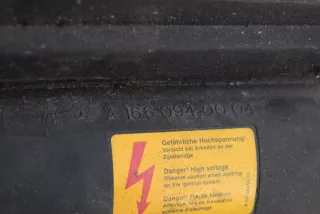 A 166 094 00 04
Gefährliche Hochspannung!
Vorsicht bei Arbeiten an der
Zündanlage
Danger! High voltage
Observe caution when working
on the ignition system!
Danger! Haute tension